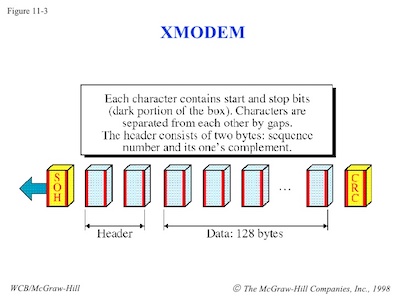 Figure 11-3
XMODEM
Each character contains start and stop bits
(dark portion of the box). Characters are
separated from each other by gaps.
The header consists of two bytes: sequence
number and its one's complement.
SOH
...
CRC
Header
Data: 128 bytes
WCB/McGraw-Hill
© The McGraw-Hill Companies, Inc., 1998